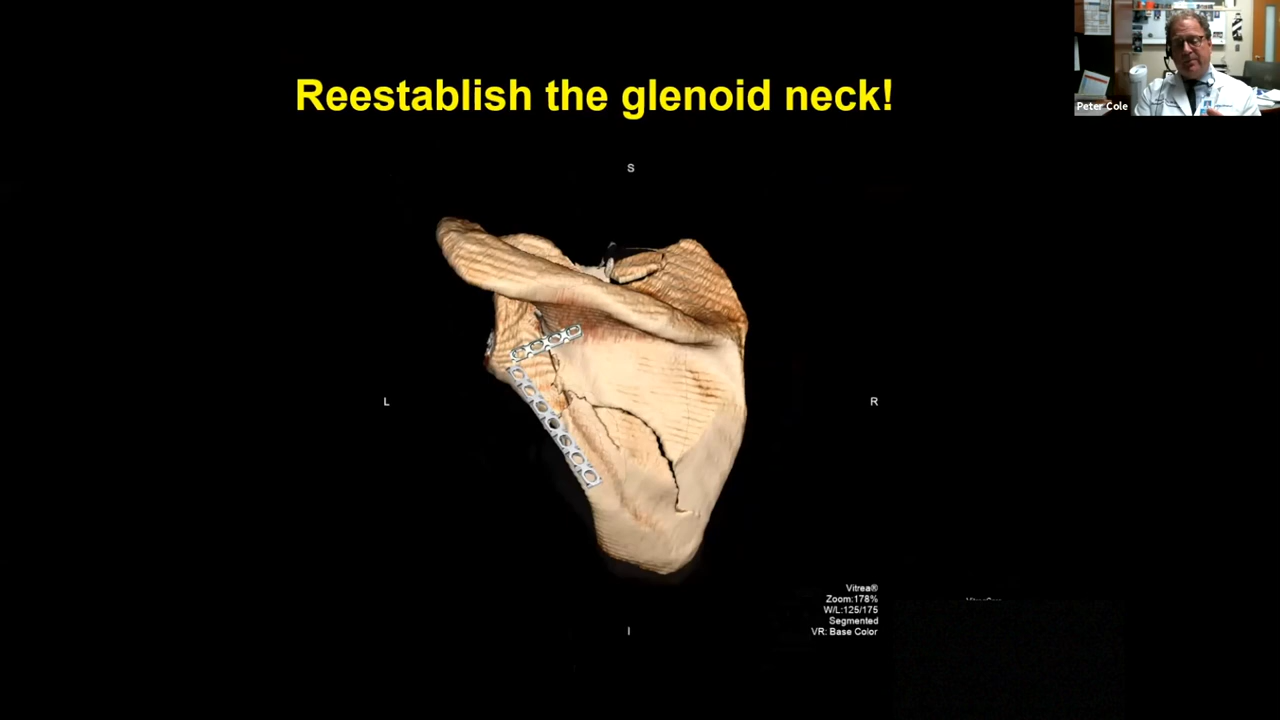 Reestablish the glenoid neck!
Peter Cole
S
L
R
Vitrea®
Zoom:178%
W/L:125/175
Segmented
VR: Base Color
I